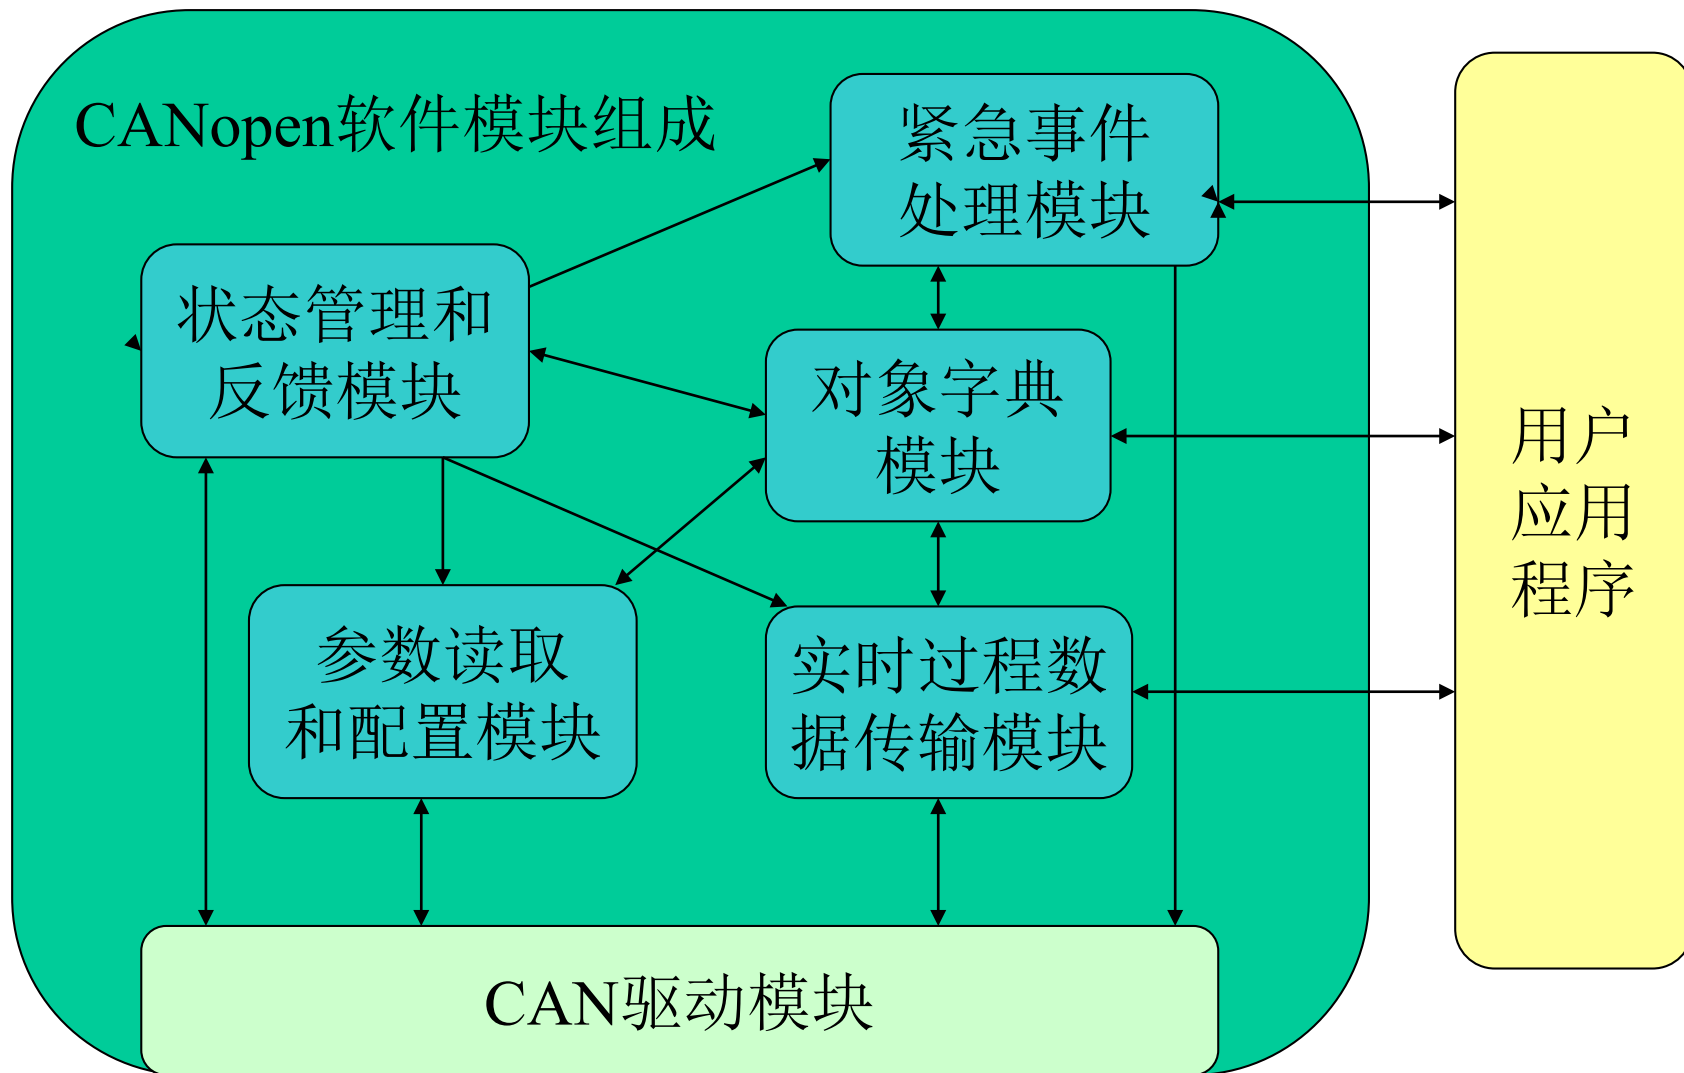 CANopen软件模块组成
紧急事件
处理模块
状态管理和
反馈模块
对象字典
模块
参数读取
和配置模块
实时过程数
据传输模块
CAN驱动模块
用户
应用
程序